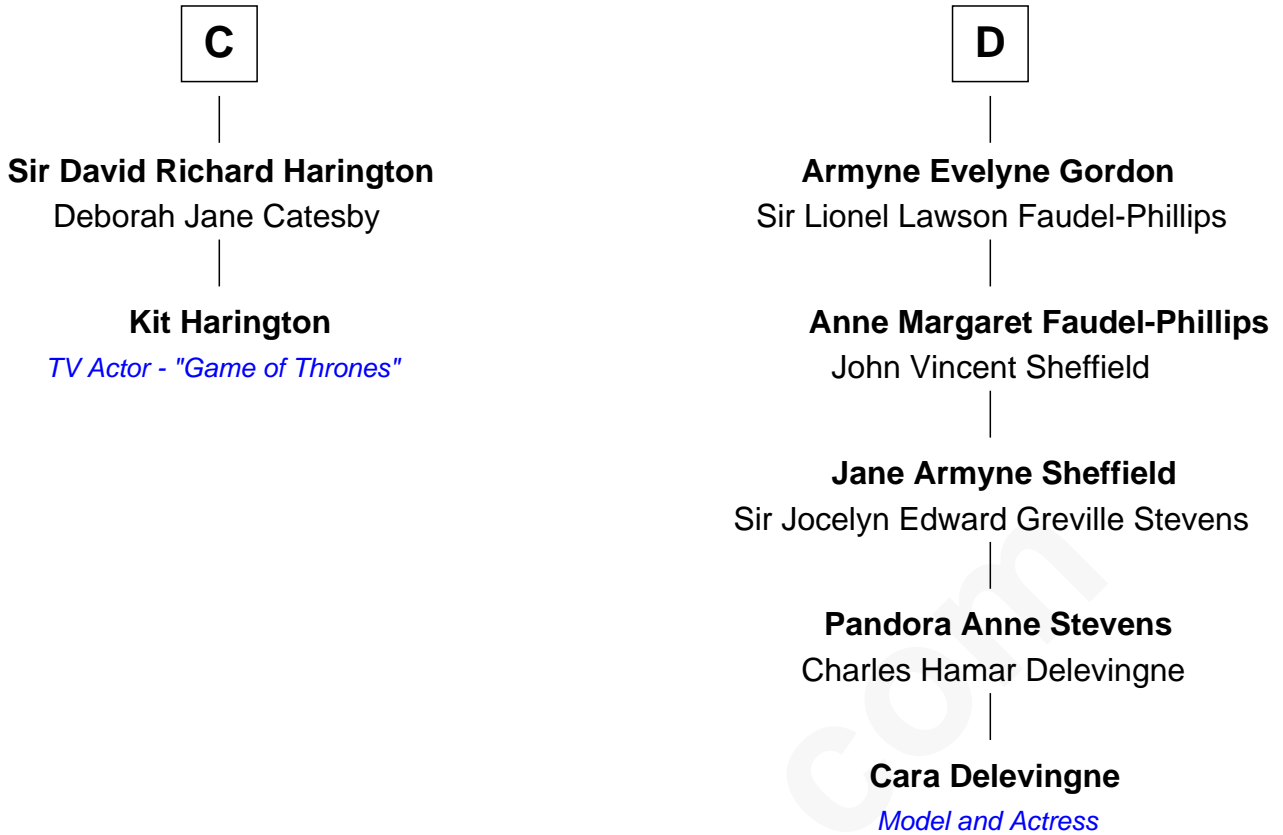 C
Sir David Richard Harington
Deborah Jane Catesby
Kit Harington
TV Actor - "Game of Thrones"
D
Armyne Evelyne Gordon
Sir Lionel Lawson Faudel-Phillips
Anne Margaret Faudel-Phillips
John Vincent Sheffield
Jane Armyne Sheffield
Sir Jocelyn Edward Greville Stevens
Pandora Anne Stevens
Charles Hamar Delevingne
Cara Delevingne
Model and Actress
com